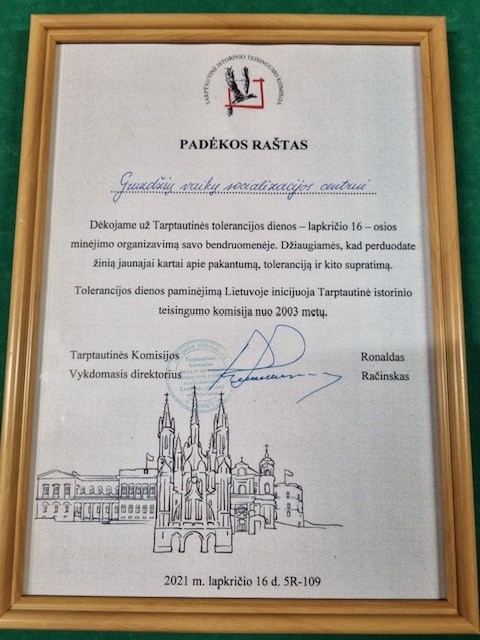 TARPTAUTINĖ ISTORINIO TEISINGUMO KOMISIJA
PADĖKOS RAŠTAS
Gruzdžių vaikų socializacijos centrui
Dėkojame už Tarptautinės tolerancijos dienos – lapkričio 16 – osios
minėjimo organizavimą savo bendruomenėje. Džiaugiamės, kad perduodate
žinią jaunajai kartai apie pakantumą, toleranciją ir kito supratimą.
Tolerancijos dienos paminėjimą Lietuvoje inicijuoja Tarptautinė istorinio
teisingumo komisija nuo 2003 metų.
Tarptautinės Komisijos Ronaldas
Vykdomasis direktorius Račinskas
2021 m. lapkričio 16 d. 5R-109